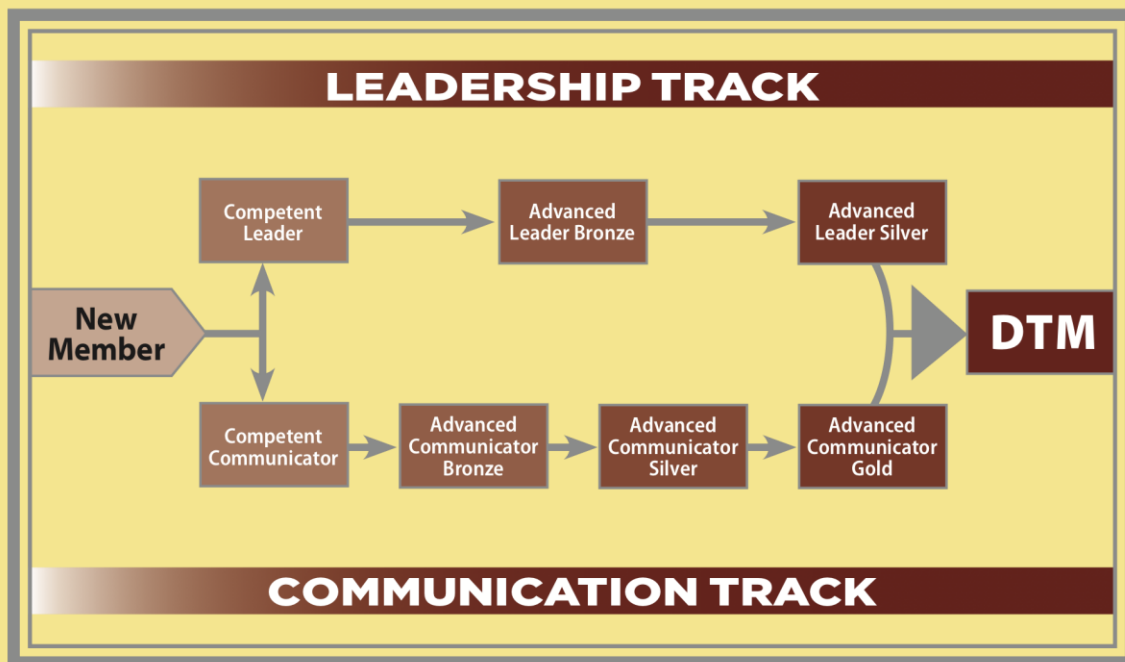 LEADERSHIP TRACK
Competent
Leader
Advanced
Leader Bronze
Advanced
Leader Silver
New
Member
DTM
Competent
Communicator
Advanced
Communicator
Bronze
Advanced
Communicator
Silver
Advanced
Communicator
Gold
COMMUNICATION TRACK